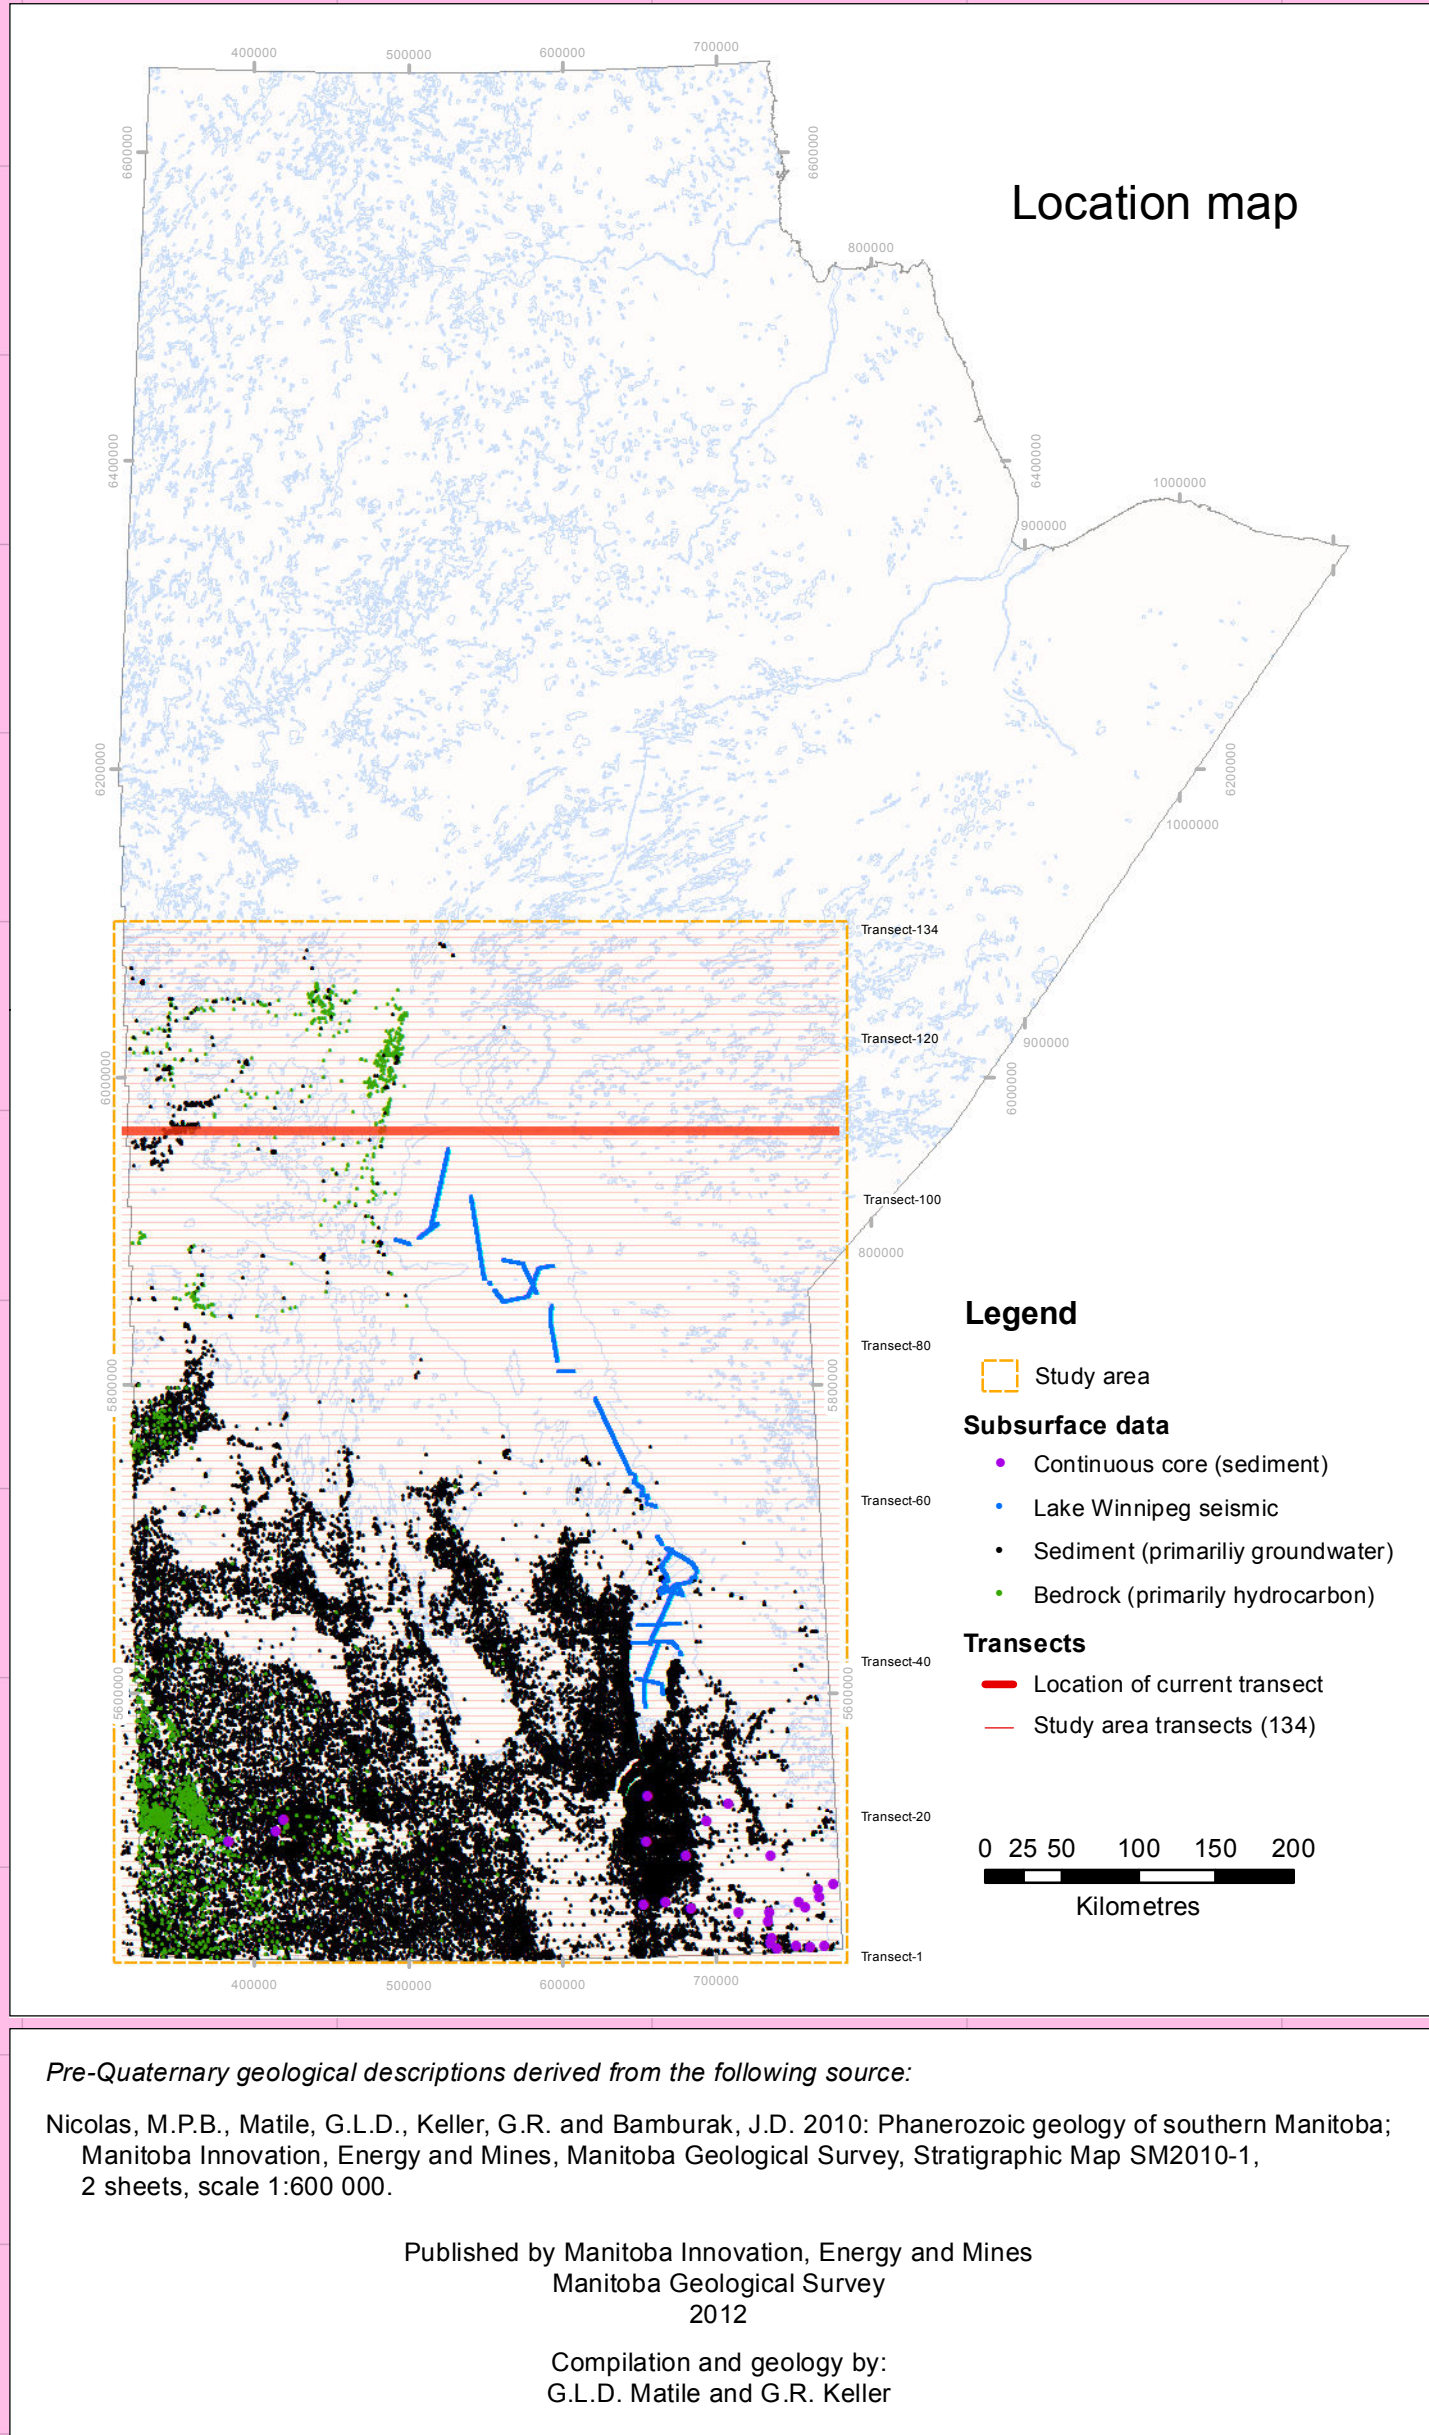 400000
500000
600000
700000
6600000
6600000
Location map
800000
6400000
6400000
1000000
900000
6200000
6200000
1000000
Transect-134
Transect-120
900000
6000000
6000000
Transect-100
800000
Legend
Transect-80
Study area
5800000
5800000
Subsurface data
Continuous core (sediment)
Transect-60
Lake Winnipeg seismic
Sediment (primariliy groundwater)
Bedrock (primarily hydrocarbon)
Transects
Transect-40
Location of current transect
5600000
5600000
Study area transects (134)
Transect-20
0 25 50 100 150 200
Kilometres
Transect-1
400000
500000
600000
700000
Pre-Quaternary geological descriptions derived from the following source:
Nicolas, M.P.B., Matile, G.L.D., Keller, G.R. and Bamburak, J.D. 2010: Phanerozoic geology of southern Manitoba;
Manitoba Innovation, Energy and Mines, Manitoba Geological Survey, Stratigraphic Map SM2010-1,
2 sheets, scale 1:600 000.
Published by Manitoba Innovation, Energy and Mines
Manitoba Geological Survey
2012
Compilation and geology by:
G.L.D. Matile and G.R. Keller